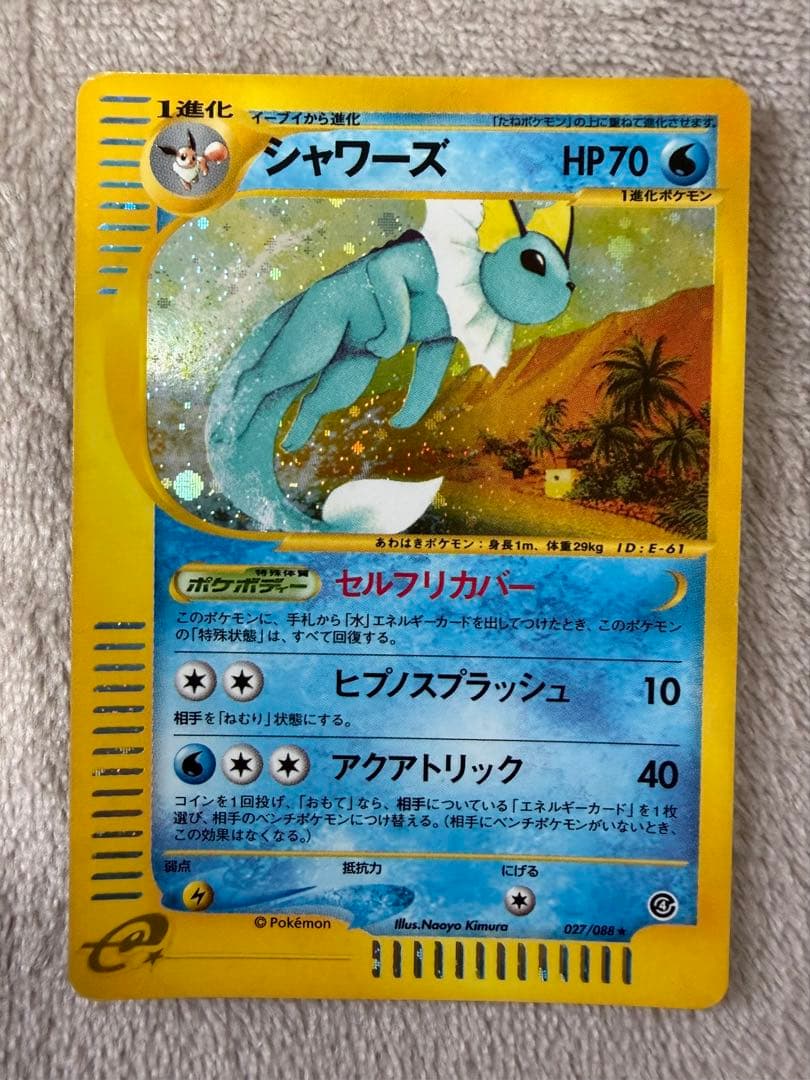 1進化
イーブイから進化
「たねポケモン」の上に重ねて進化させます。
シャワーズ HP70
1進化ポケモン
あわはきポケモン：身長1m、体重29kg ID:E-61
特殊体質
ポケボディー セルフリカバー
このポケモンに、手札から「水」エネルギーカードを出してつけたとき、このポケモン
の「特殊状態」は、すべて回復する。
ヒプノスプラッシュ 10
相手を「ねむり」状態にする。
アクアトリック 40
コインを1回投げ、「おもて」なら、相手についている「エネルギーカード」を1枚
選び、相手のベンチポケモンにつけ替える。（相手にベンチポケモンがいないとき、
この効果はなくなる。）
弱点 抵抗力 にげる
e
© Pokémon Illus.Naoyo Kimura 027/088 ★
4